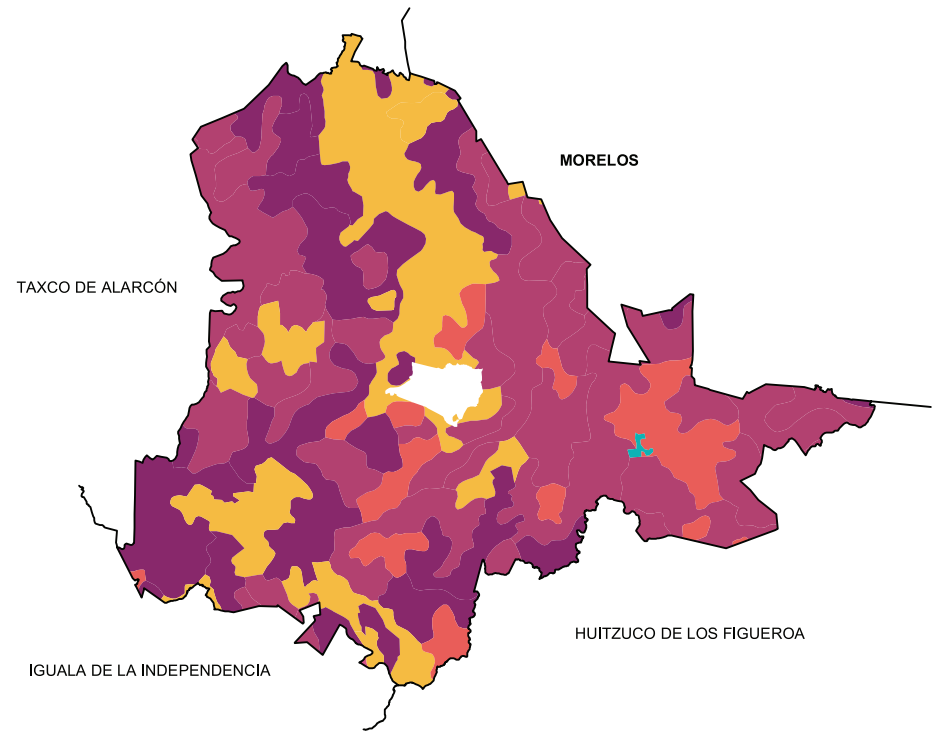 MORELOS
TAXCO DE ALARCÓN
HUITZUCO DE LOS FIGUEROA
IGUALA DE LA INDEPENDENCIA